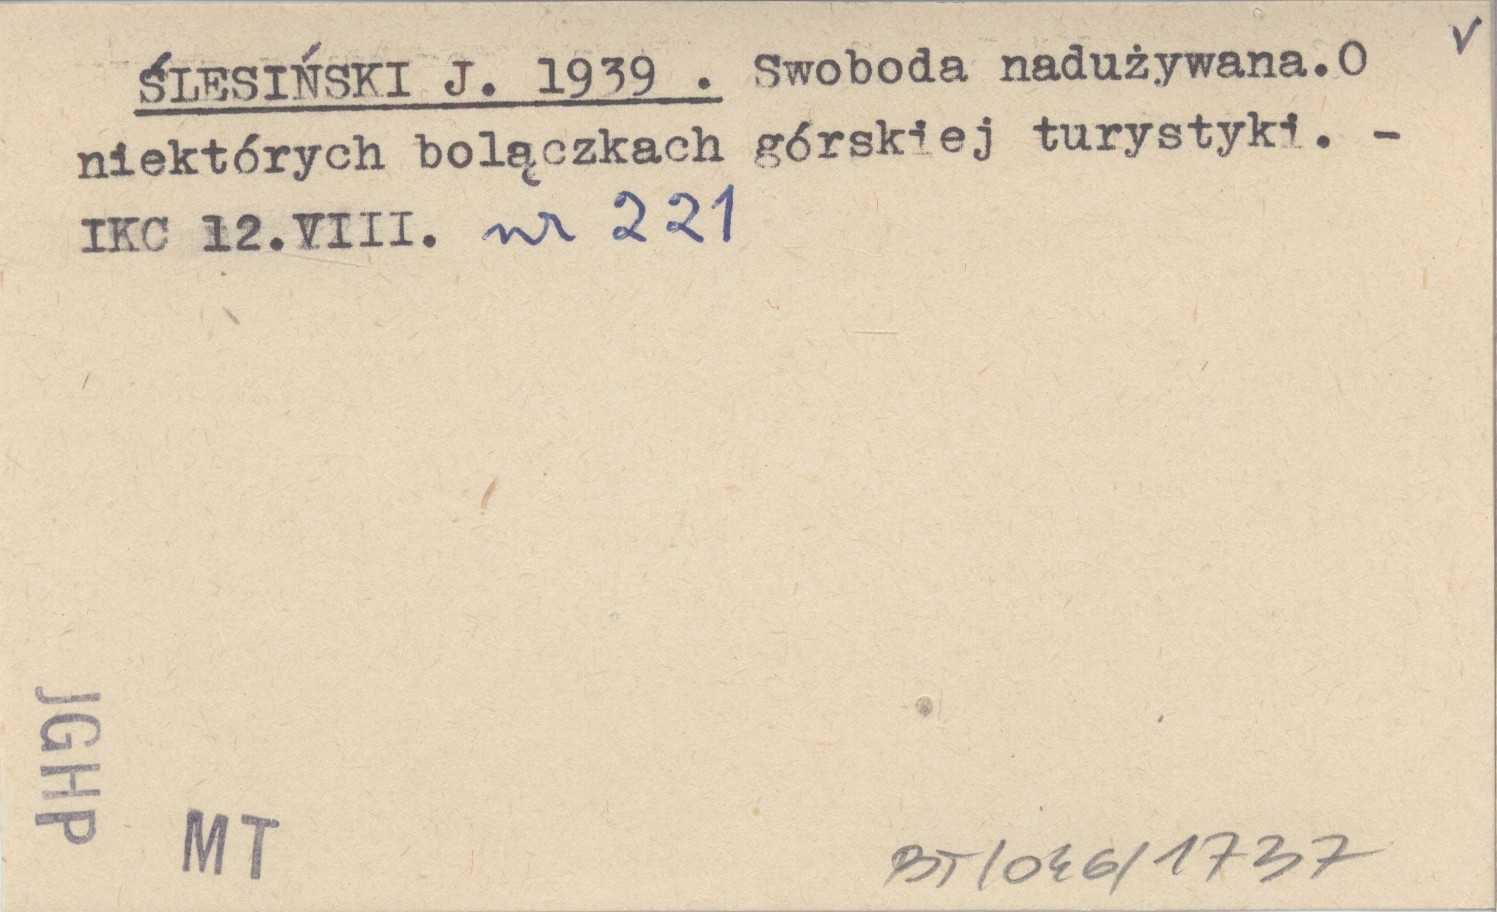 ŚLESIŃSKI J. 1939 . Swoboda nadużywana.O
niektórych bolączkach górskiej turystyki. -
IKC 12.VIII. nr 221
JGHP
MT
BT/046/1737